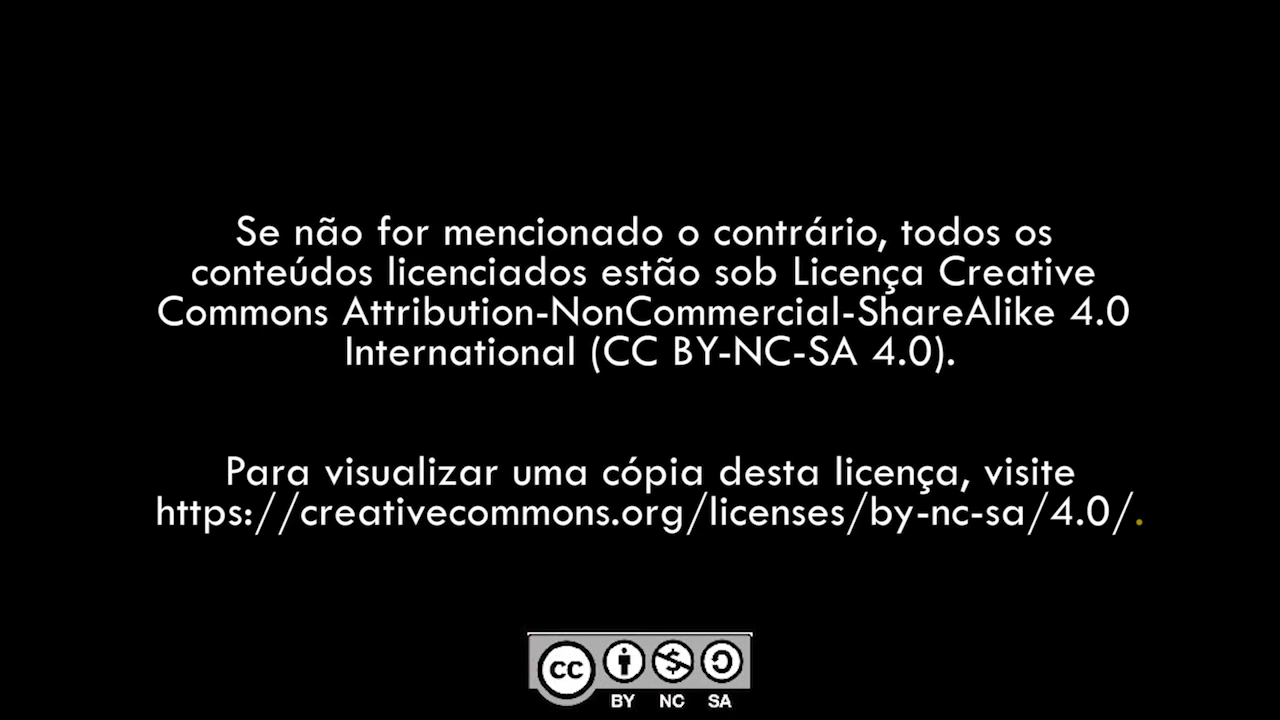 Se não for mencionado o contrário, todos os
conteúdos licenciados estão sob Licença Creative
Commons Attribution-NonCommercial-ShareAlike 4.0
International (CC BY-NC-SA 4.0).
Para visualizar uma cópia desta licença, visite
https://creativecommons.org/licenses/by-nc-sa/4.0/.
cc
BY NC SA